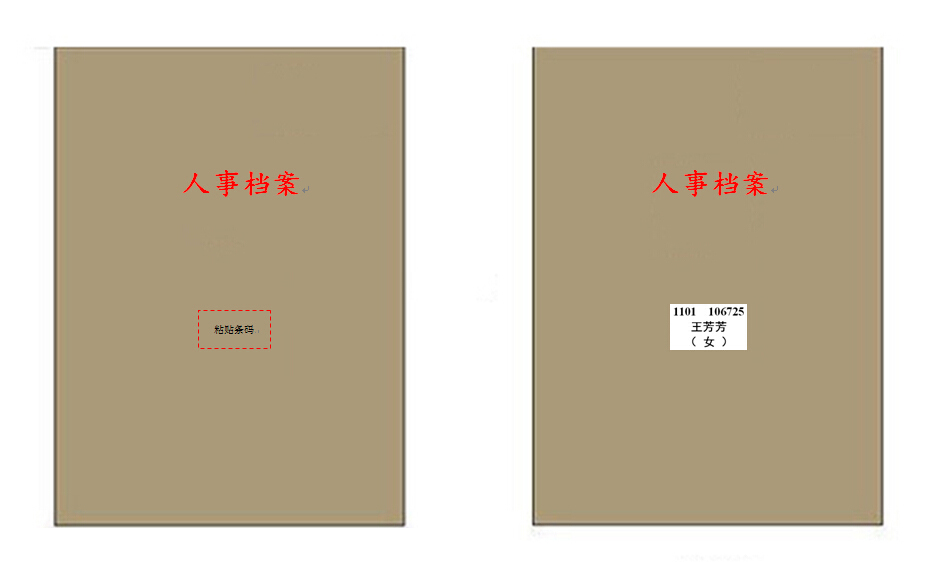 人事档案
粘贴条码
人事档案
1101 106725
王芳芳
（ 女 ）